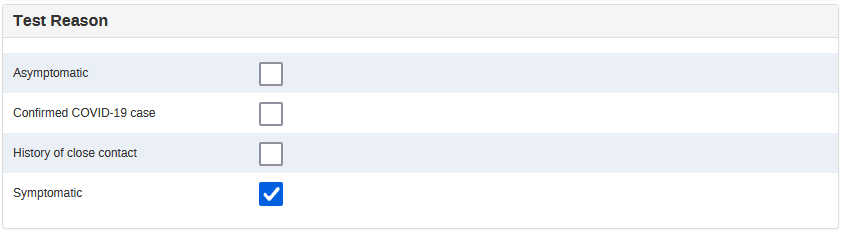 Test Reason
Asymptomatic
Confirmed COVID-19 case
History of close contact
Symptomatic